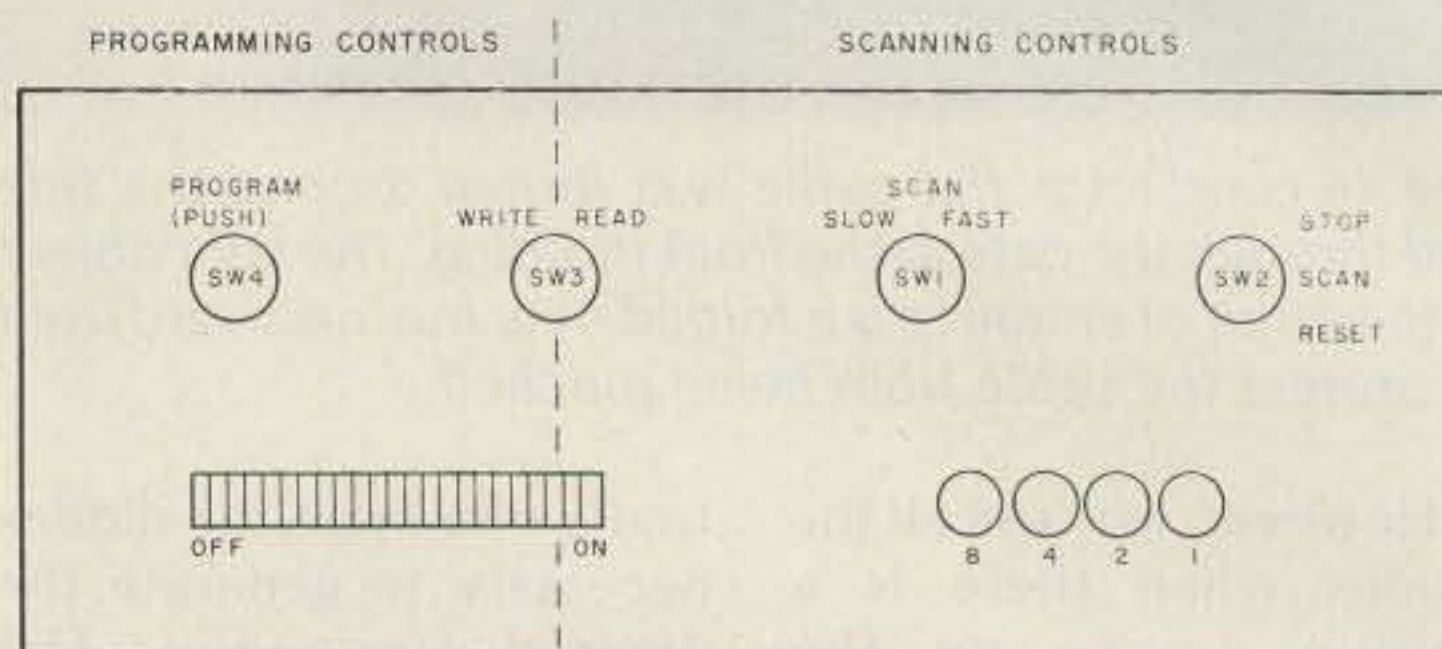 PROGRAMMING CONTROLS
SCANNING CONTROLS
PROGRAM
(PUSH)
WRITE READ
SCAN
SLOW FAST
STOP
SW4
SW3
SW1
SW2
SCAN
RESET
OFF
ON
8 4 2 1